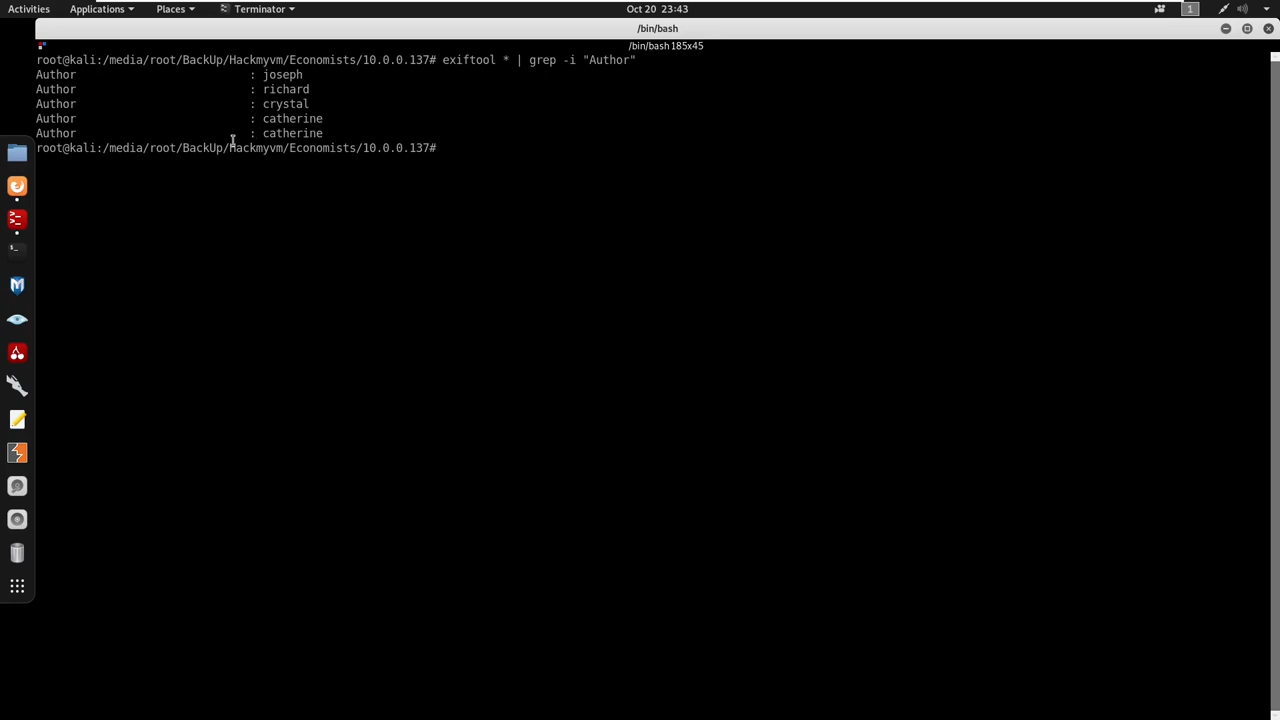 Activities Applications Places Terminator Oct 20 23:43 1
/bin/bash
/bin/bash 185x45
root@kali:/media/root/BackUp/Hackmyvm/Economists/10.0.0.137# exiftool * | grep -i "Author"
Author : joseph
Author : richard
Author : crystal
Author : catherine
Author : catherine
root@kali:/media/root/BackUp/Hackmyvm/Economists/10.0.0.137#